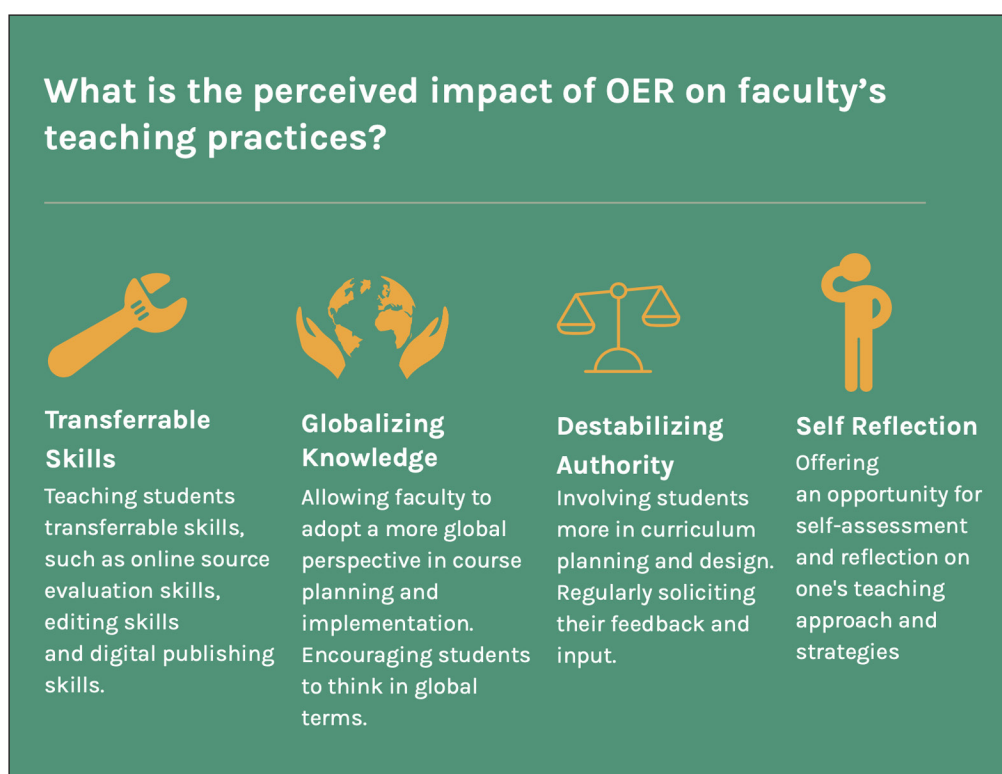 What is the perceived impact of OER on faculty’s
teaching practices?
Transferrable
Skills
Teaching students
transferrable skills,
such as online source
evaluation skills,
editing skills
and digital publishing
skills.
Globalizing
Knowledge
Allowing faculty to
adopt a more global
perspective in course
planning and
implementation.
Encouraging students
to think in global
terms.
Destabilizing
Authority
Involving students
more in curriculum
planning and design.
Regularly soliciting
their feedback and
input.
Self Reflection
Offering
an opportunity for
self-assessment
and reflection on
one's teaching
approach and
strategies